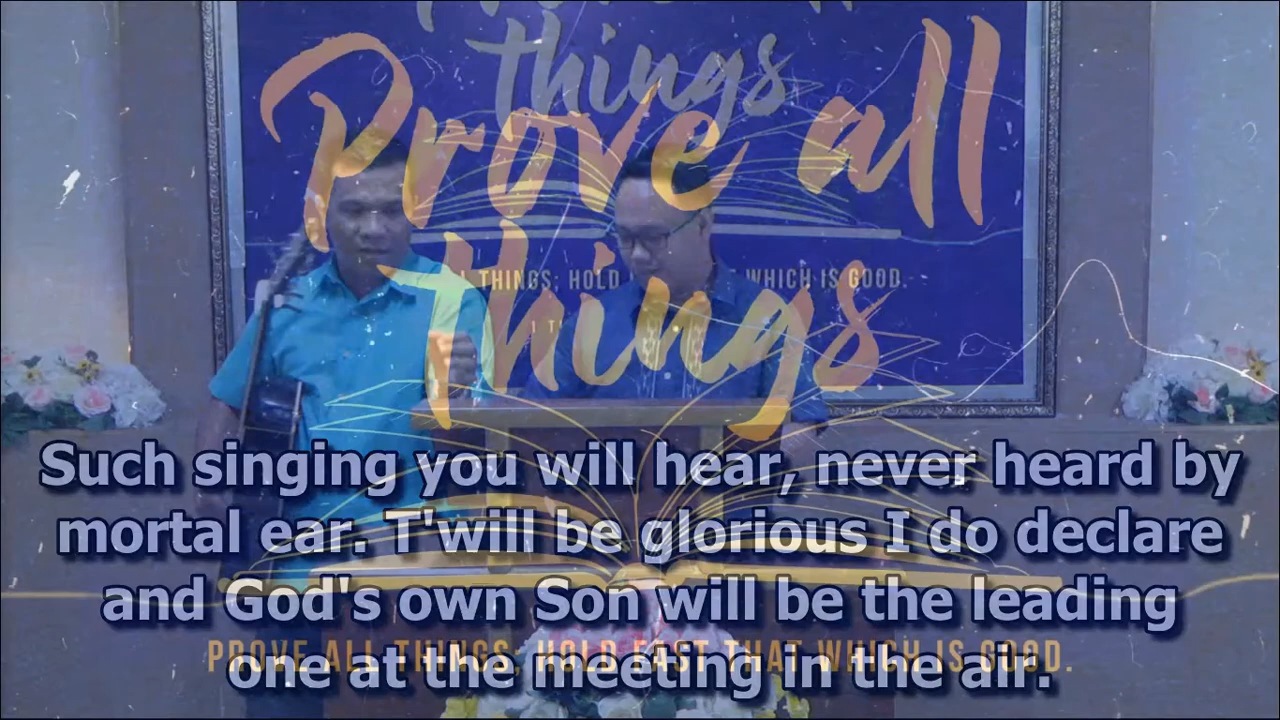 things
Prove all
things
THINGS; HOLD WHICH IS GOOD.
Such singing you will hear, never heard by
mortal ear. T'will be glorious I do declare
and God's own Son will be the leading
PROVE ALL THINGS; HOLD FAST THAT WHICH IS GOOD.
one at the meeting in the air.